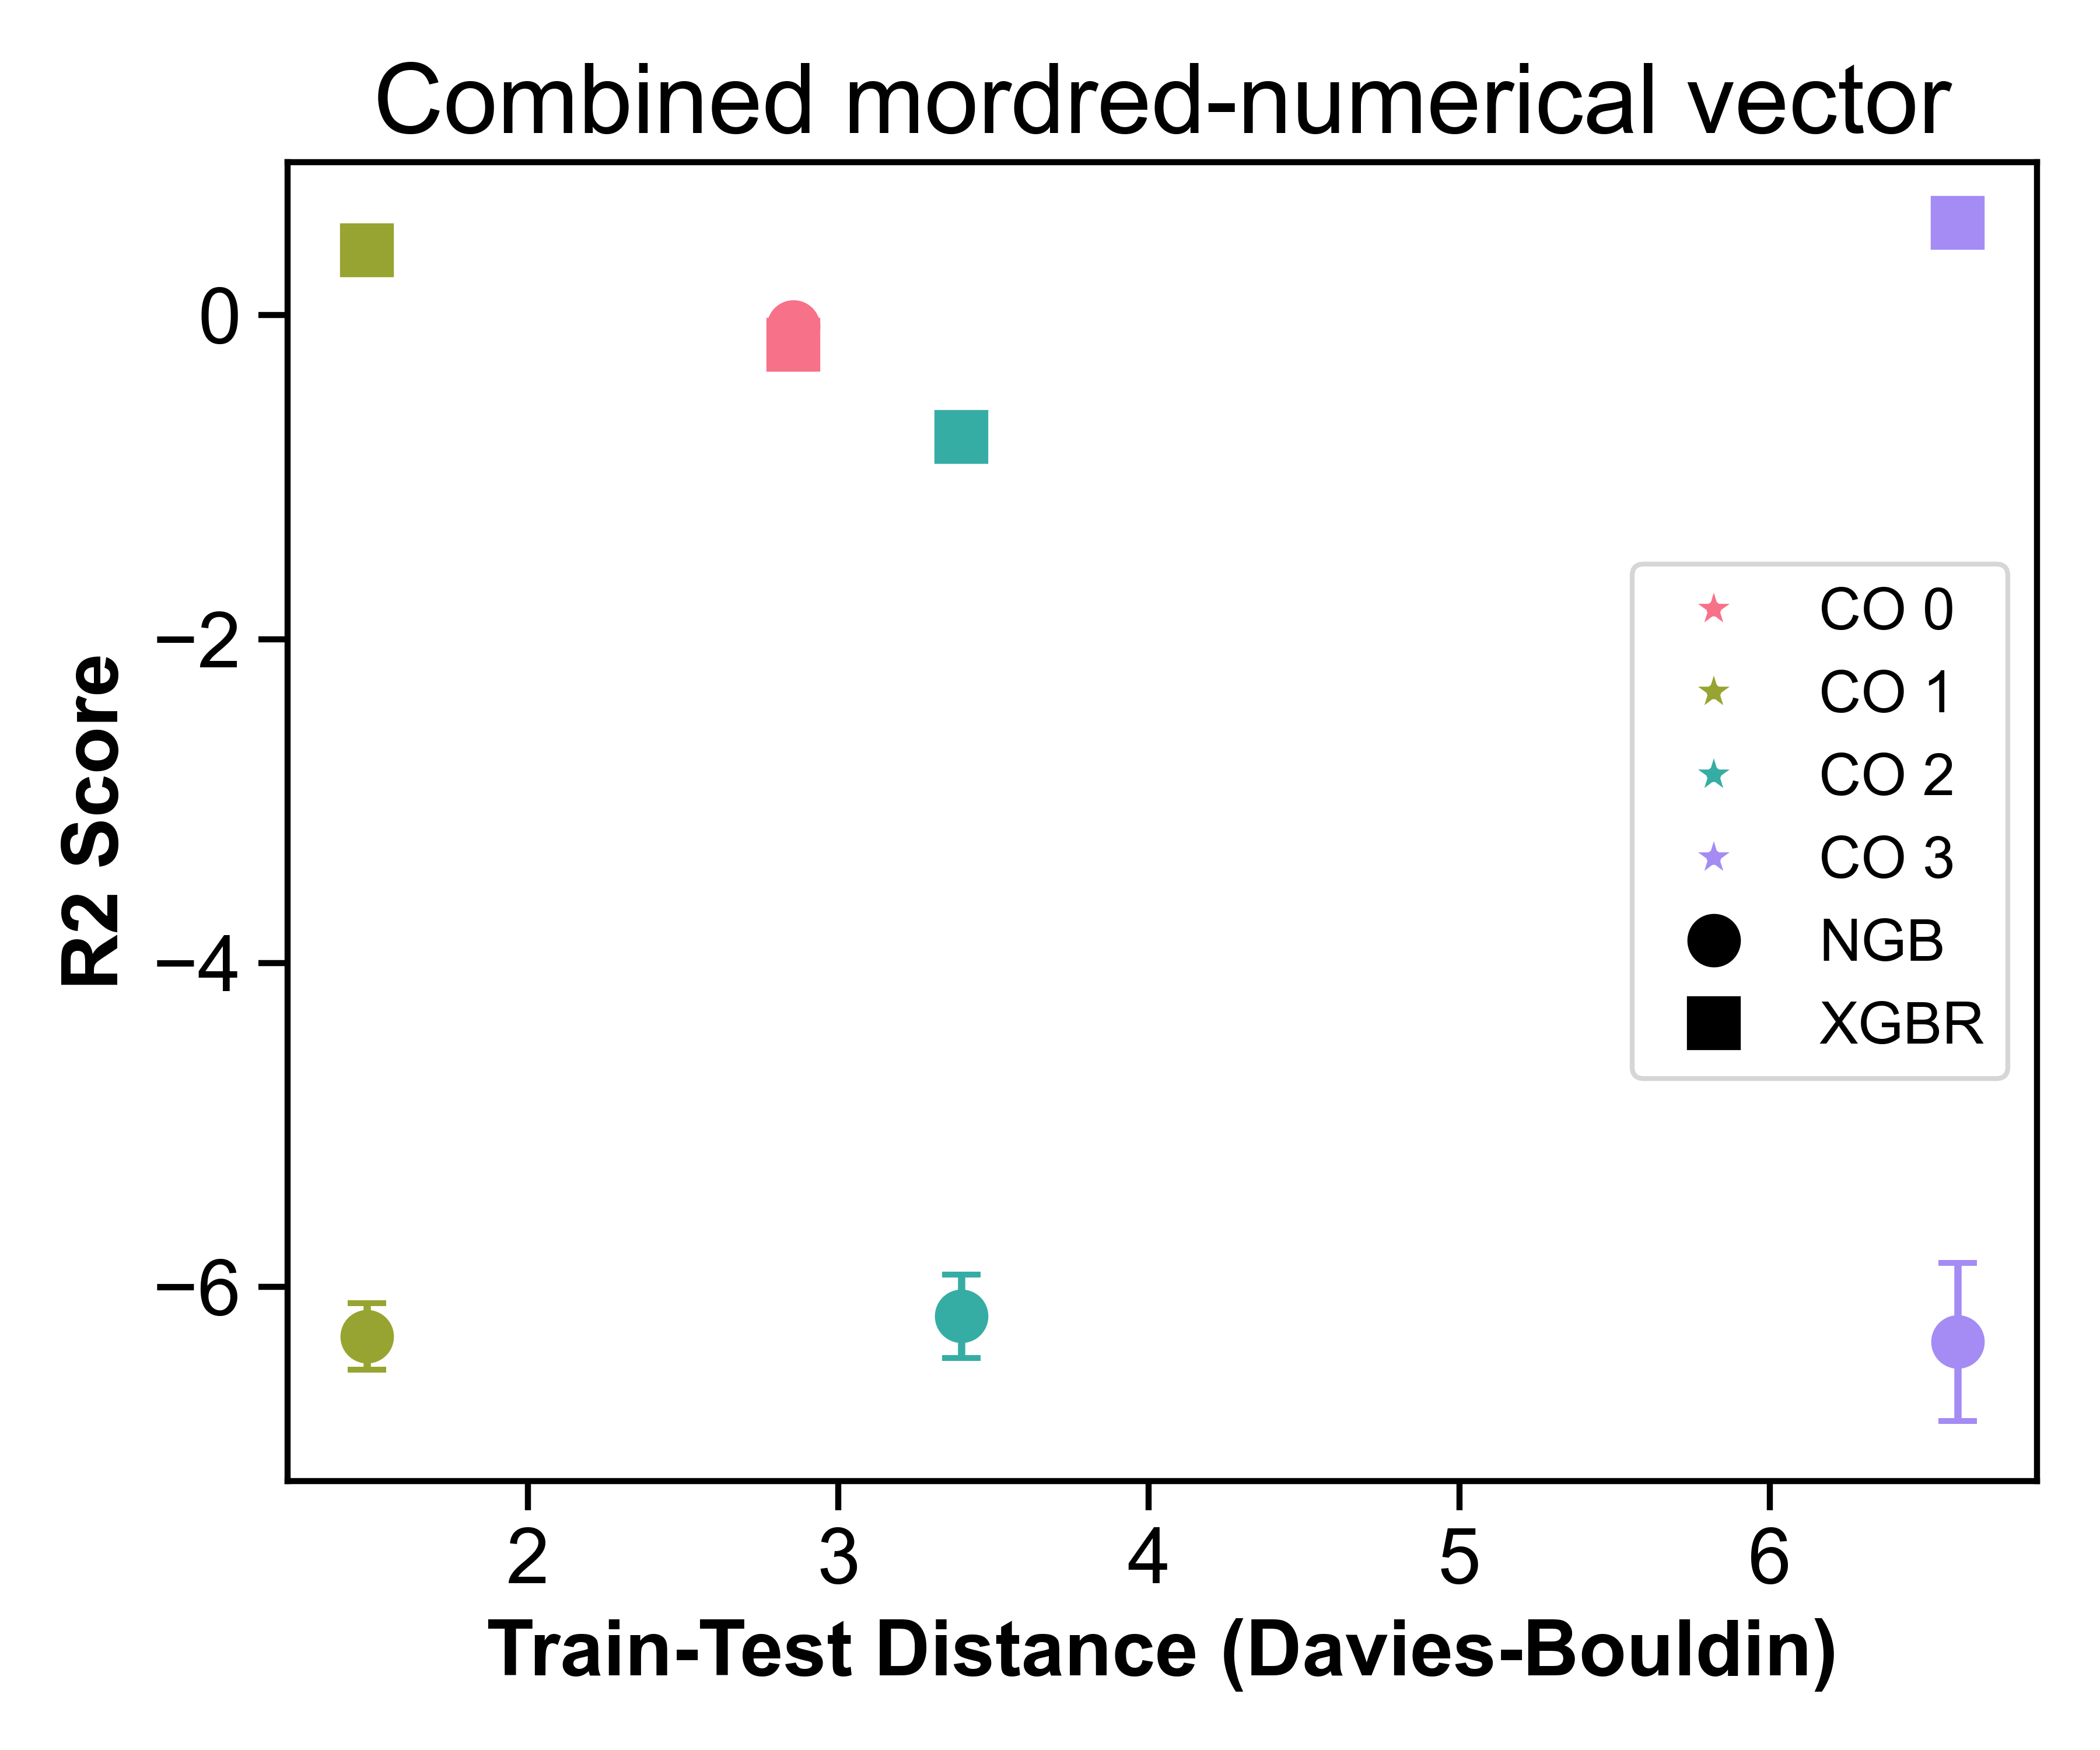 Combined mordred-numerical vector
R2 Score
0
−2
−4
−6
CO 0
CO 1
CO 2
CO 3
NGB
XGBR
2 3 4 5 6
Train-Test Distance (Davies-Bouldin)